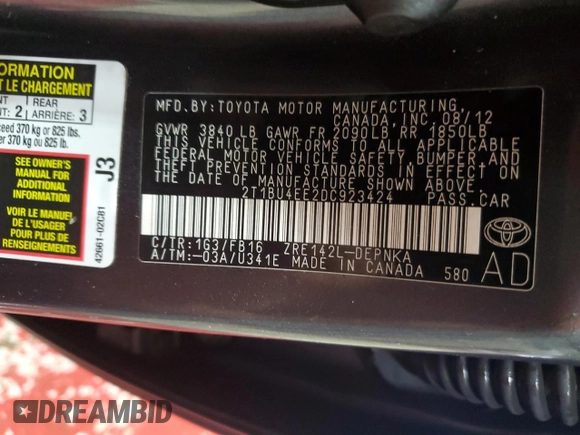 ORMATION
T LE CHARGEMENT
NT REAR
NT: 2 ARRIÈRE: 3
ceed 370 kg or 825 lbs.
r 370 kg ou 825 lb.
SEE OWNER'S
MANUAL FOR
ADDITIONAL
INFORMATION
VOIR LE MANUEL
DE L'USAGER
POUR PLUS DE
RENSEIGNEMENTS
J3
42661-02C81
MFD. BY: TOYOTA MOTOR MANUFACTURING,
CANADA, INC. 08/12
GVWR 3840 LB GAWR FR 2090LB RR 1850LB
THIS VEHICLE CONFORMS TO ALL APPLICABLE
FEDERAL MOTOR VEHICLE SAFETY, BUMPER, AND
THEFT PREVENTION STANDARDS IN EFFECT ON
THE DATE OF MANUFACTURE SHOWN ABOVE.
2T1BU4EE2DC923424 PASS. CAR
C/TR: 1G3/FB16 ZRE142L-DEPNKA
A/TM: -03A/U341E MADE IN CANADA 580
TOYOTA
AD
DREAMBID